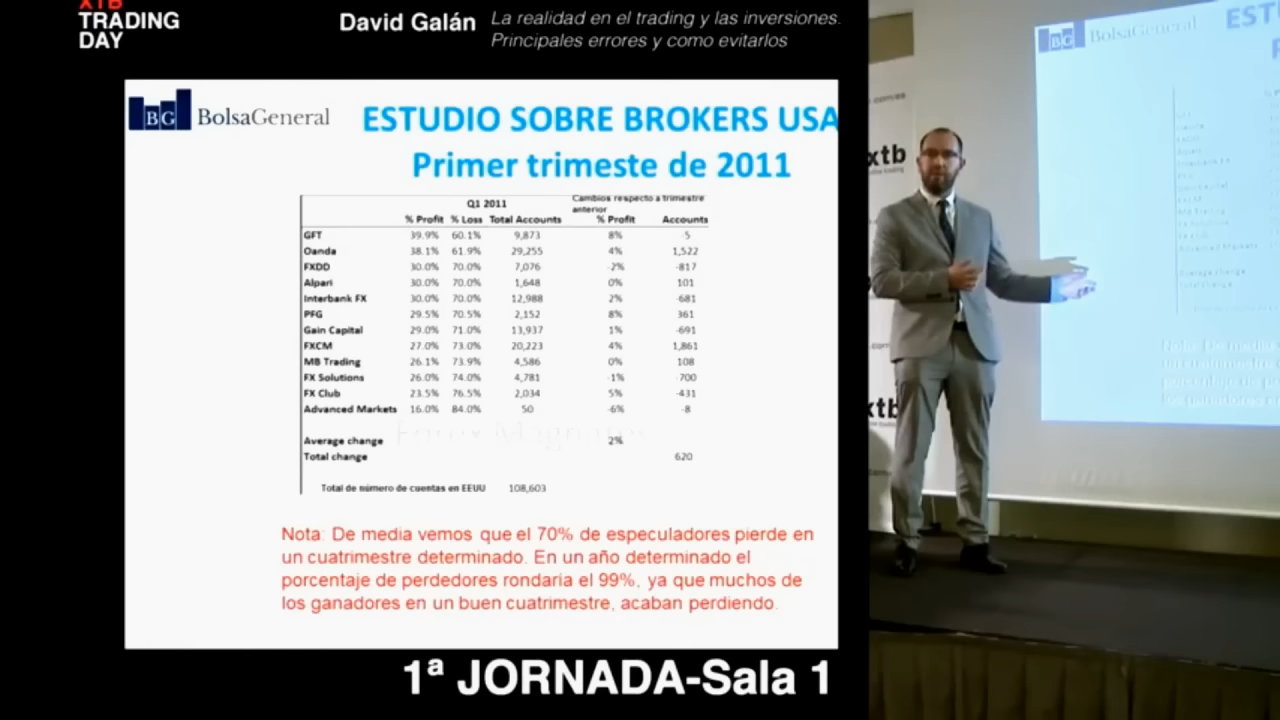 XTB
TRADING
DAY
David Galán
La realidad en el trading y las inversiones.
Principales errores y como evitarlos
BG BolsaGeneral
ESTUDIO SOBRE BROKERS USA
Primer trimeste de 2011
Q1 2011 Cambios respecto a trimestre anterior
% Profit % Loss Total Accounts % Profit Accounts
GFT 39.9% 60.1% 9,873 8% -5
Oanda 38.1% 61.9% 29,255 4% 1,522
FXDD 30.0% 70.0% 7,076 -2% -817
Alpari 30.0% 70.0% 1,648 0% 101
Interbank FX 30.0% 70.0% 12,988 2% -681
PFG 29.5% 70.5% 2,152 8% 361
Gain Capital 29.0% 71.0% 13,937 1% -691
FXCM 27.0% 73.0% 20,223 4% 1,861
MB Trading 26.1% 73.9% 4,586 0% 108
FX Solutions 26.0% 74.0% 4,781 -1% -700
FX Club 23.5% 76.5% 2,034 5% -431
Advanced Markets 16.0% 84.0% 50 -6% -8
Forex Magnates
Average change 2%
Total change 620
Total de número de cuentas en EEUU 108,603
Nota: De media vemos que el 70% de especuladores pierde en
un cuatrimestre determinado. En un año determinado el
porcentaje de perdedores rondaría el 99%, ya que muchos de
los ganadores en un buen cuatrimestre, acaban perdiendo.
1ª JORNADA-Sala 1
BG BolsaGeneral
xtb
xtb